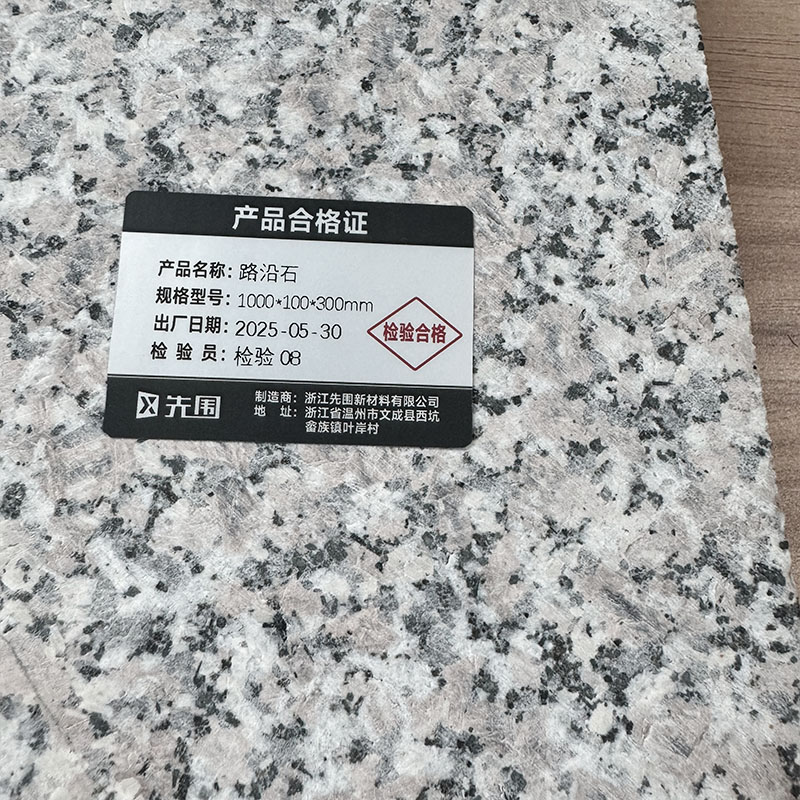 产品合格证
产品名称：路沿石
规格型号：1000*100*300mm
出厂日期：2025-05-30
检 验 员：检验 08
检验合格
先围
制造商：浙江先围新材料有限公司
地 址：浙江省温州市文成县西坑
畲族镇叶岸村